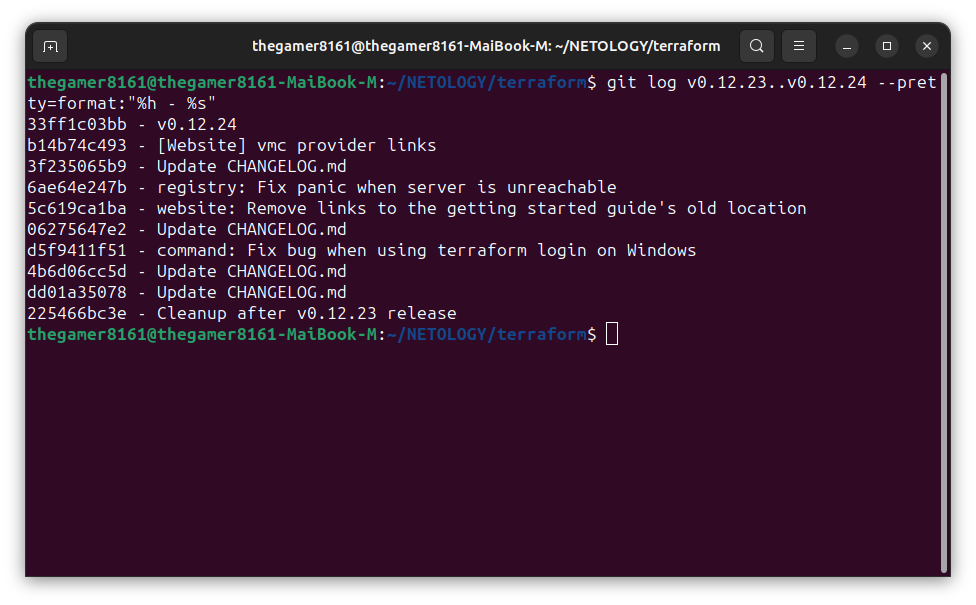 thegamer8161@thegamer8161-MaiBook-M: ~/NETOLOGY/terraform
thegamer8161@thegamer8161-MaiBook-M:~/NETOLOGY/terraform$ git log v0.12.23..v0.12.24 --pret
ty=format:"%h - %s"
33ff1c03bb - v0.12.24
b14b74c493 - [Website] vmc provider links
3f235065b9 - Update CHANGELOG.md
6ae64e247b - registry: Fix panic when server is unreachable
5c619ca1ba - website: Remove links to the getting started guide's old location
06275647e2 - Update CHANGELOG.md
d5f9411f51 - command: Fix bug when using terraform login on Windows
4b6d06cc5d - Update CHANGELOG.md
dd01a35078 - Update CHANGELOG.md
225466bc3e - Cleanup after v0.12.23 release
thegamer8161@thegamer8161-MaiBook-M:~/NETOLOGY/terraform$